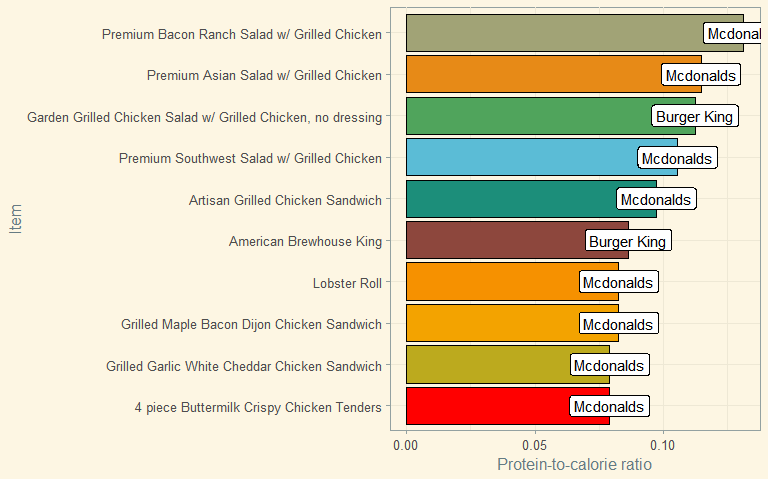 Premium Bacon Ranch Salad w/ Grilled Chicken
Mcdonal
Premium Asian Salad w/ Grilled Chicken
Mcdonalds
Garden Grilled Chicken Salad w/ Grilled Chicken, no dressing
Burger King
Premium Southwest Salad w/ Grilled Chicken
Mcdonalds
Artisan Grilled Chicken Sandwich
Mcdonalds
American Brewhouse King
Burger King
Lobster Roll
Mcdonalds
Grilled Maple Bacon Dijon Chicken Sandwich
Mcdonalds
Grilled Garlic White Cheddar Chicken Sandwich
Mcdonalds
4 piece Buttermilk Crispy Chicken Tenders
Mcdonalds
Item
0.00 0.05 0.10
Protein-to-calorie ratio